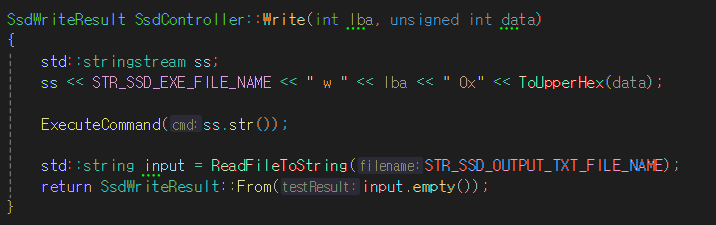 SsdWriteResult SsdController::Write(int lba, unsigned int data)
{
    std::stringstream ss;
    ss << STR_SSD_EXE_FILE_NAME << " w " << lba << " 0x" << ToUpperHex(data);
    ExecuteCommand(cmd: ss.str());
    std::string input = ReadFileToString(filename: STR_SSD_OUTPUT_TXT_FILE_NAME);
    return SsdWriteResult::From(testResult: input.empty());
}